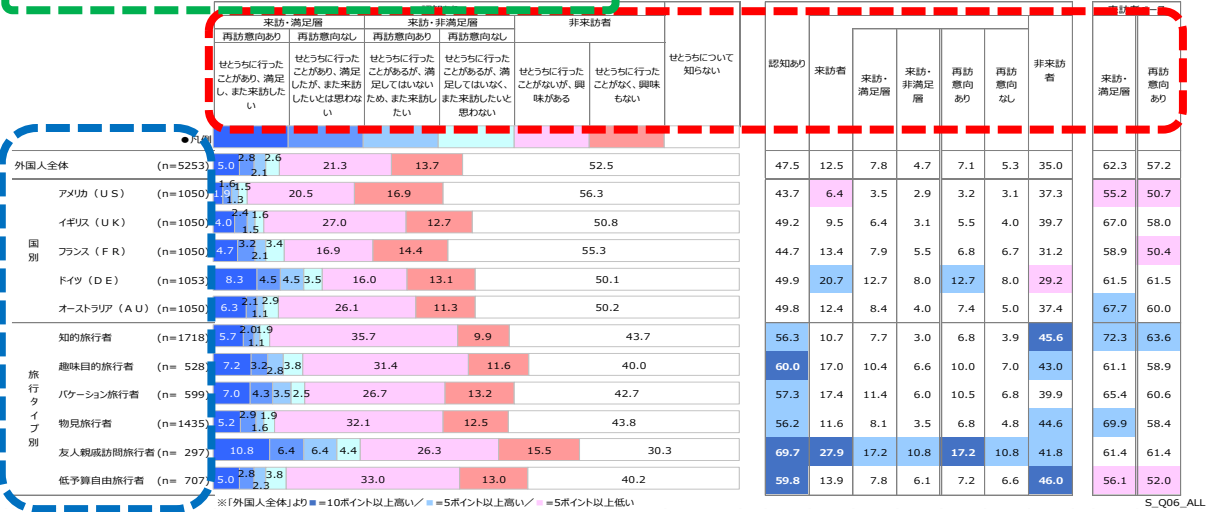 来訪・満足層 来訪・非満足層 非来訪者
再訪意向あり 再訪意向なし 再訪意向あり 再訪意向なし
せとうちに行ったことがあり、満足し、また来訪したい
せとうちに行ったことがあり、満足したが、また来訪したいとは思わない
せとうちに行ったことがあるが、満足してはいないため、また来訪したい
せとうちに行ったことがあるが、満足してはなく、また来訪したいと思わない
せとうちに行ったことがないが、興味がある
せとうちに行ったことがなく、興味もない
せとうちについて知らない
認知あり 来訪者 来訪・満足層 来訪・非満足層 再訪意向あり 再訪意向なし 非来訪者 来訪・満足層 再訪意向あり
●凡例
外国人全体 (n=5253) 5.0 2.8 2.1 2.6 21.3 13.7 52.5 47.5 12.5 7.8 4.7 7.1 5.3 35.0 62.3 57.2
国別
アメリカ（US） (n=1050) 1.9 1.6 1.3 1.5 20.5 16.9 56.3 43.7 6.4 3.5 2.9 3.2 3.1 37.3 55.2 50.7
イギリス（UK） (n=1050) 4.0 2.4 1.5 1.6 27.0 12.7 50.8 49.2 9.5 6.4 3.1 5.5 4.0 39.7 67.0 58.0
フランス（FR） (n=1050) 4.7 3.2 2.1 3.4 16.9 14.4 55.3 44.7 13.4 7.9 5.5 6.8 6.7 31.2 58.9 50.4
ドイツ（DE） (n=1053) 8.3 4.5 4.5 3.5 16.0 13.1 50.1 49.9 20.7 12.7 8.0 12.7 8.0 29.2 61.5 61.5
オーストラリア（AU） (n=1050) 6.3 2.1 1.1 2.9 26.1 11.3 50.2 49.8 12.4 8.4 4.0 7.4 5.0 37.4 67.7 60.0
旅行タイプ別
知的旅行者 (n=1718) 5.7 2.0 1.1 1.9 35.7 9.9 43.7 56.3 10.7 7.7 3.0 6.8 3.9 45.6 72.3 63.6
趣味目的旅行者 (n= 528) 7.2 3.2 2.8 3.8 31.4 11.6 40.0 60.0 17.0 10.4 6.6 10.0 7.0 43.0 61.1 58.9
バケーション旅行者 (n= 599) 7.0 4.3 3.5 2.5 26.7 13.2 42.7 57.3 17.4 11.4 6.0 10.5 6.8 39.9 65.4 60.6
物見旅行者 (n=1435) 5.2 2.9 1.6 1.9 32.1 12.5 43.8 56.2 11.6 8.1 3.5 6.8 4.8 44.6 69.9 58.4
友人親戚訪問旅行者 (n= 297) 10.8 6.4 6.4 4.4 26.3 15.5 30.3 69.7 27.9 17.2 10.8 17.2 10.8 41.8 61.4 61.4
低予算自由旅行者 (n= 707) 5.0 2.8 2.3 3.8 33.0 13.0 40.2 59.8 13.9 7.8 6.1 7.2 6.6 46.0 56.1 52.0
※「外国人全体」より ■=10ポイント以上高い／ ■=5ポイント以上高い／ ■=5ポイント以上低い
S_Q06_ALL